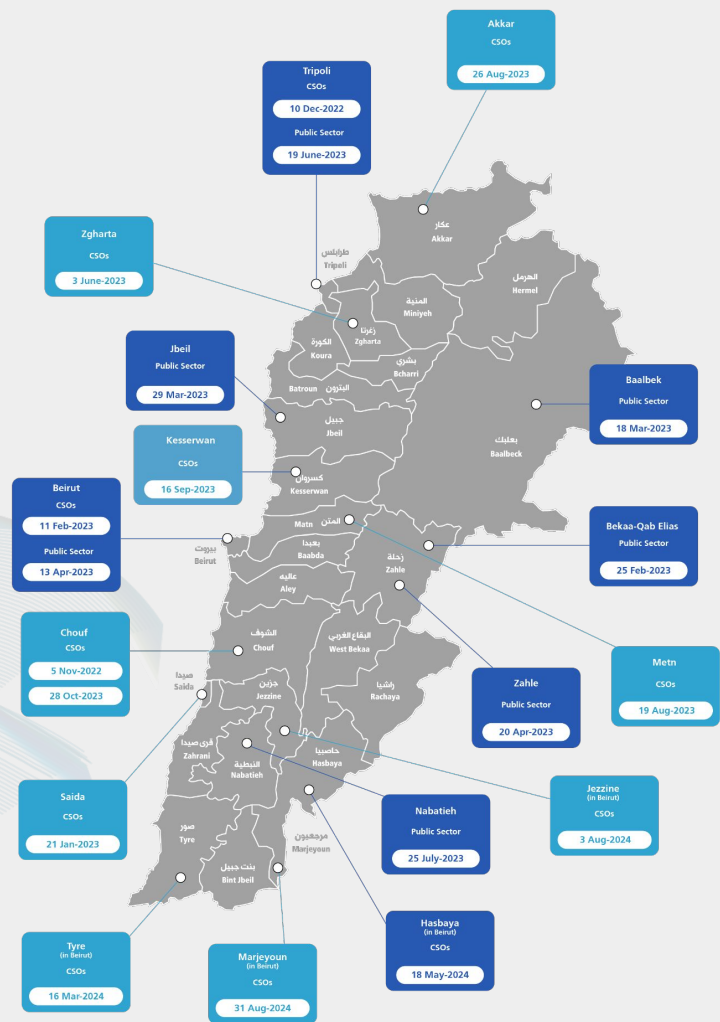 Akkar
CSOs
26 Aug-2023
Tripoli
CSOs
10 Dec-2022
Public Sector
19 June-2023
Zgharta
CSOs
3 June-2023
Jbeil
Public Sector
29 Mar-2023
Kesserwan
CSOs
16 Sep-2023
Beirut
CSOs
11 Feb-2023
Public Sector
13 Apr-2023
Chouf
CSOs
5 Nov-2022
28 Oct-2023
Saida
CSOs
21 Jan-2023
Tyre
(in Beirut)
CSOs
16 Mar-2024
Marjeyoun
(in Beirut)
CSOs
31 Aug-2024
Hasbaya
(in Beirut)
CSOs
18 May-2024
Nabatieh
Public Sector
25 July-2023
Jezzine
(in Beirut)
CSOs
3 Aug-2024
Zahle
Public Sector
20 Apr-2023
Metn
CSOs
19 Aug-2023
Bekaa-Qab Elias
Public Sector
25 Feb-2023
Baalbek
Public Sector
18 Mar-2023
عكار
Akkar
طرابلس
Tripeli
الهرمل
Hermel
المنية
Miniyeh
زغرتا
Zgharta
الكورة
Koura
بشري
Bcharri
Batroun البترون
جبيل
Jbeil
بعلبك
Baalbeck
كسروان
Kesserwan
Matn المتن
بعبدا
Baabda
بيروت
Beirut
زحلة
Zahle
عاليه
Aley
الشوف
Chouf
البقاع الغربي
West Bekaa
راشيا
Rachaya
صيدا
Saida
جزين
Jezzine
قرى صيدا
Zahrani
النبطية
Nabatieh
حاصبيا
Hasbaya
صور
Tyre
بنت جبيل
Bint Jbeil
مرجعيون
Marjeyoun